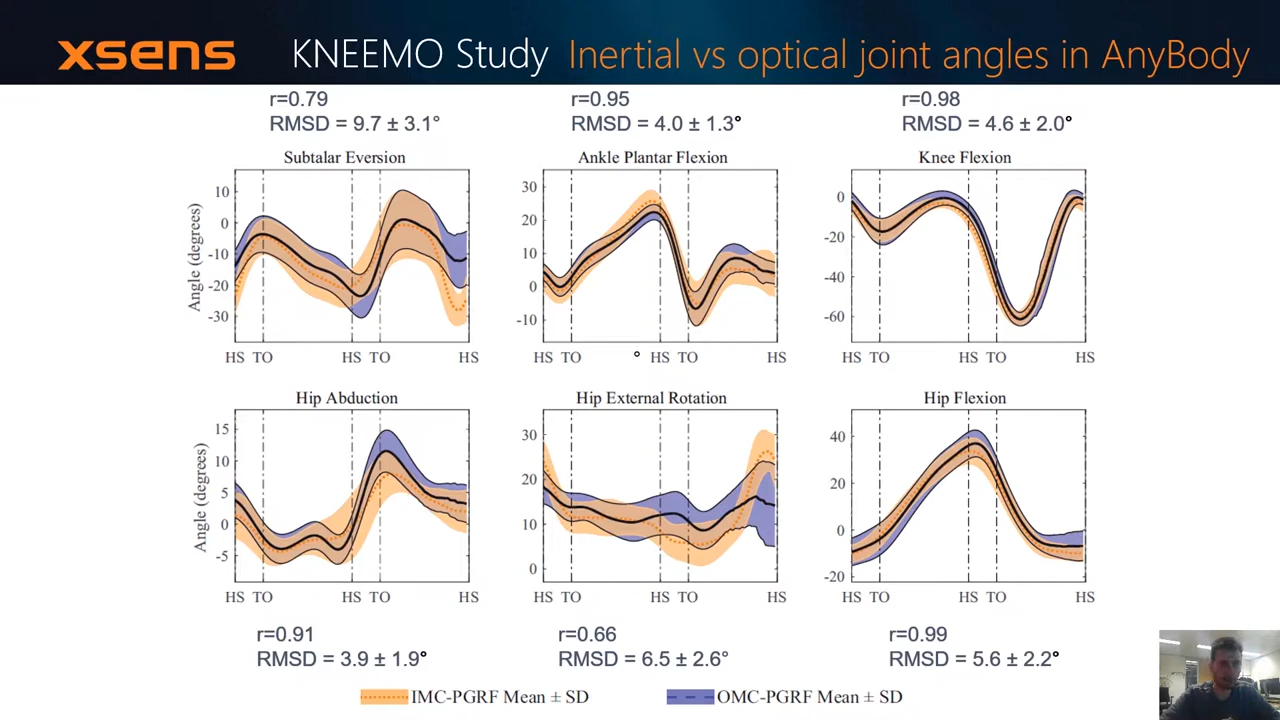 xsens KNEEMO Study Inertial vs optical joint angles in AnyBody
r=0.79
RMSD = 9.7 ± 3.1°
r=0.95
RMSD = 4.0 ± 1.3°
r=0.98
RMSD = 4.6 ± 2.0°
Subtalar Eversion
Angle (degrees)
10
0
-10
-20
-30
HS TO HS TO HS
Ankle Plantar Flexion
30
20
10
0
-10
HS TO ° HS TO HS
Knee Flexion
0
-20
-40
-60
HS TO HS TO HS
Hip Abduction
Angle (degrees)
15
10
5
0
-5
HS TO HS TO HS
Hip External Rotation
30
20
10
0
HS TO HS TO HS
Hip Flexion
40
20
0
-20
HS TO HS TO HS
r=0.91
RMSD = 3.9 ± 1.9°
r=0.66
RMSD = 6.5 ± 2.6°
r=0.99
RMSD = 5.6 ± 2.2°
IMC-PGRF Mean ± SD
OMC-PGRF Mean ± SD